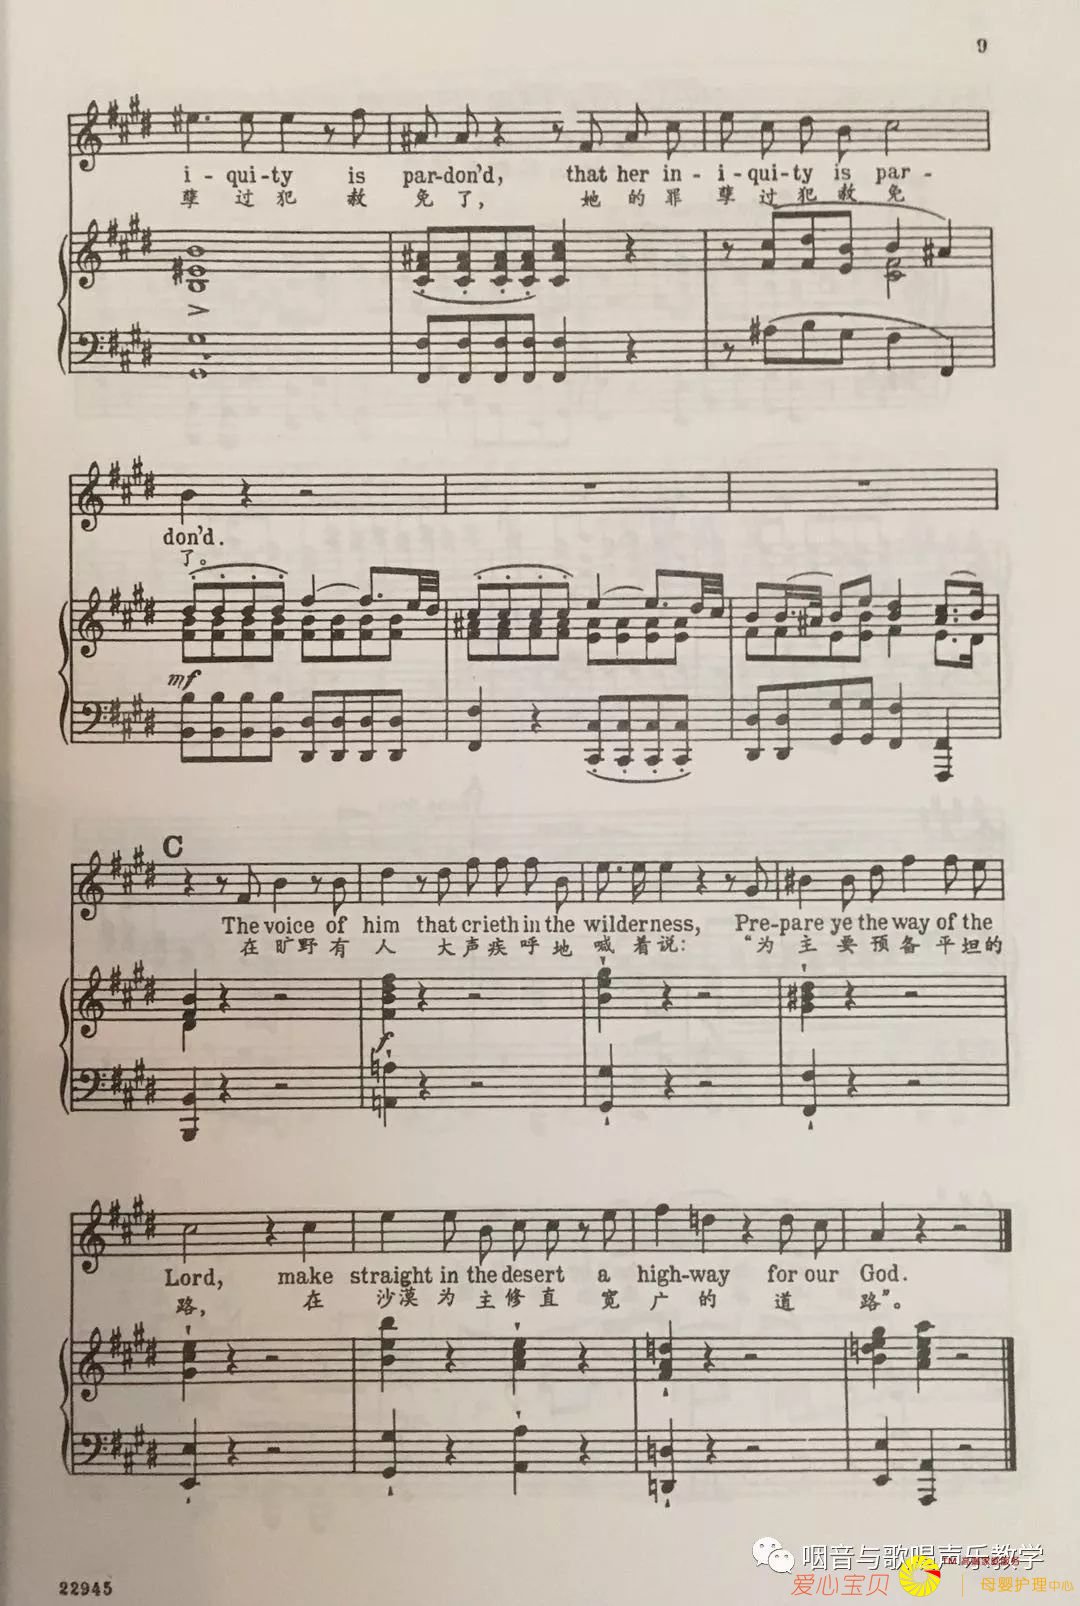 9
i - qui-ty is par-don'd, that her in - i - qui-ty is par -
孽 过 犯 赦 免 了, 她 的 罪 孽 过 犯 赦 免
don'd.
了。
mf
C
The voice of him that crieth in the wilderness, Pre-pare ye the way of the
在 旷 野 有 人 大 声 疾 呼 地 喊 着 说: “为 主 要 预 备 平 坦 的
f
Lord, make straight in the desert a high-way for our God.
路, 在 沙 漠 为 主 修 直 宽 广 的 道 路”。
咽音与歌唱声乐教学
爱心宝贝 母婴护理中心
22945